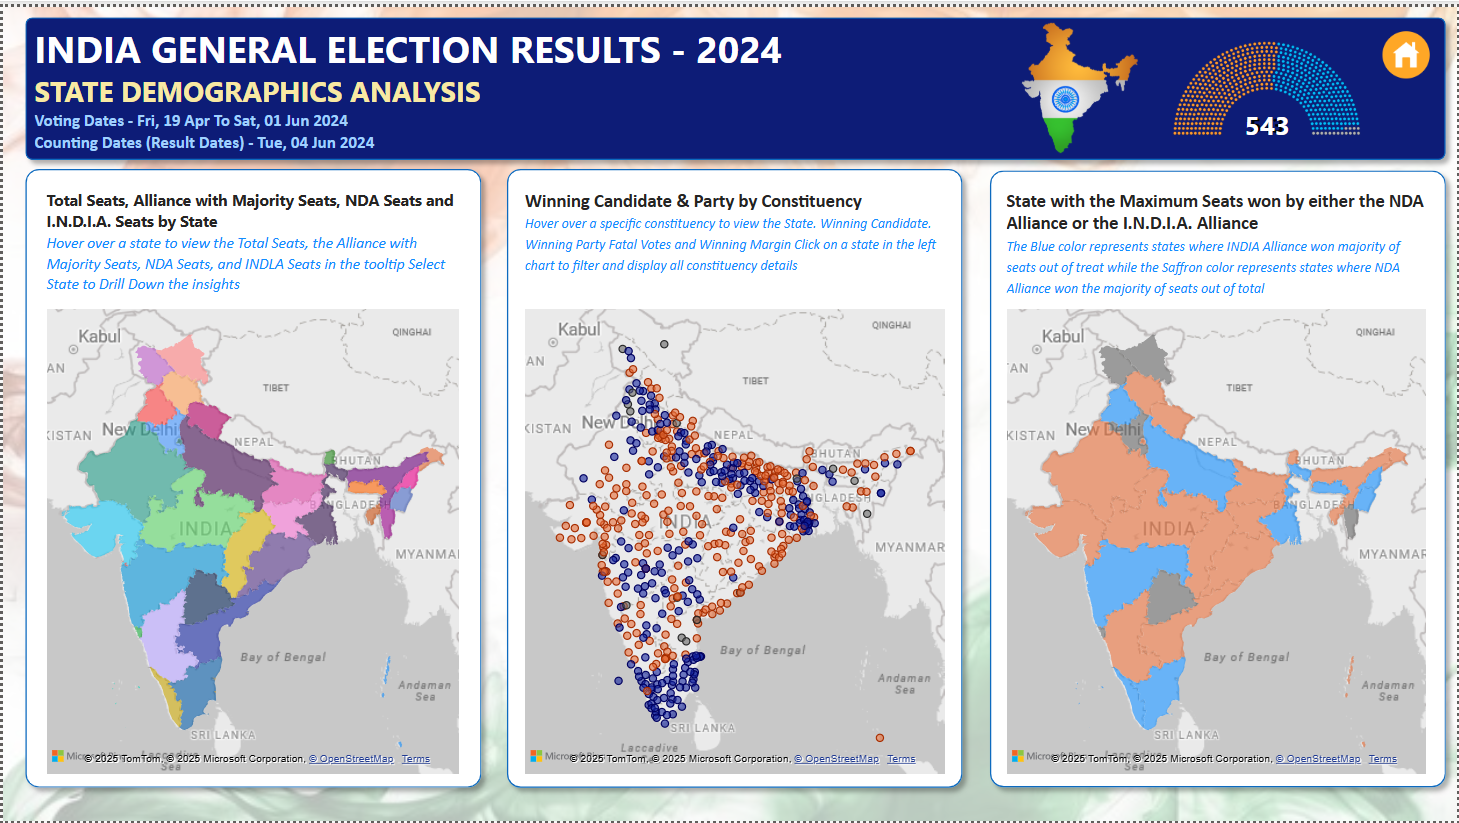 INDIA GENERAL ELECTION RESULTS - 2024
STATE DEMOGRAPHICS ANALYSIS
Voting Dates - Fri, 19 Apr To Sat, 01 Jun 2024
Counting Dates (Result Dates) - Tue, 04 Jun 2024
543
Total Seats, Alliance with Majority Seats, NDA Seats and
I.N.D.I.A. Seats by State
Hover over a state to view the Total Seats, the Alliance with
Majority Seats, NDA Seats, and INDLA Seats in the tooltip Select
State to Drill Down the insights
Kabul
QINGHAI
AN
TIBET
KISTAN
New Delhi
NEPAL
BHUTAN
BANGLADESH
INDIA
MYANMAR
Bay of Bengal
Andaman
Sea
SRI LANKA
Laccadive
Sea
© 2025 TomTom, © 2025 Microsoft Corporation, © OpenStreetMap Terms
Winning Candidate & Party by Constituency
Hover over a specific constituency to view the State. Winning Candidate.
Winning Party Fatal Votes and Winning Margin Click on a state in the left
chart to filter and display all constituency details
Kabul
QINGHAI
AN
TIBET
KISTAN
New Delhi
NEPAL
BHUTAN
NGLADESH
INDIA
MYANMAR
Bay of Bengal
Andaman
Sea
SRI LANKA
Laccadive
Sea
© 2025 TomTom, © 2025 Microsoft Corporation, © OpenStreetMap Terms
State with the Maximum Seats won by either the NDA
Alliance or the I.N.D.I.A. Alliance
The Blue color represents states where INDIA Alliance won majority of
seats out of treat while the Saffron color represents states where NDA
Alliance won the majority of seats out of total
Kabul
QINGHAI
AN
TIBET
KISTAN
New Delhi
NEPAL
BHUTAN
BANGLADESH
INDIA
MYANMAR
Bay of Bengal
Andaman
Sea
SRI LANKA
Laccadive
Sea
© 2025 TomTom, © 2025 Microsoft Corporation, © OpenStreetMap Terms